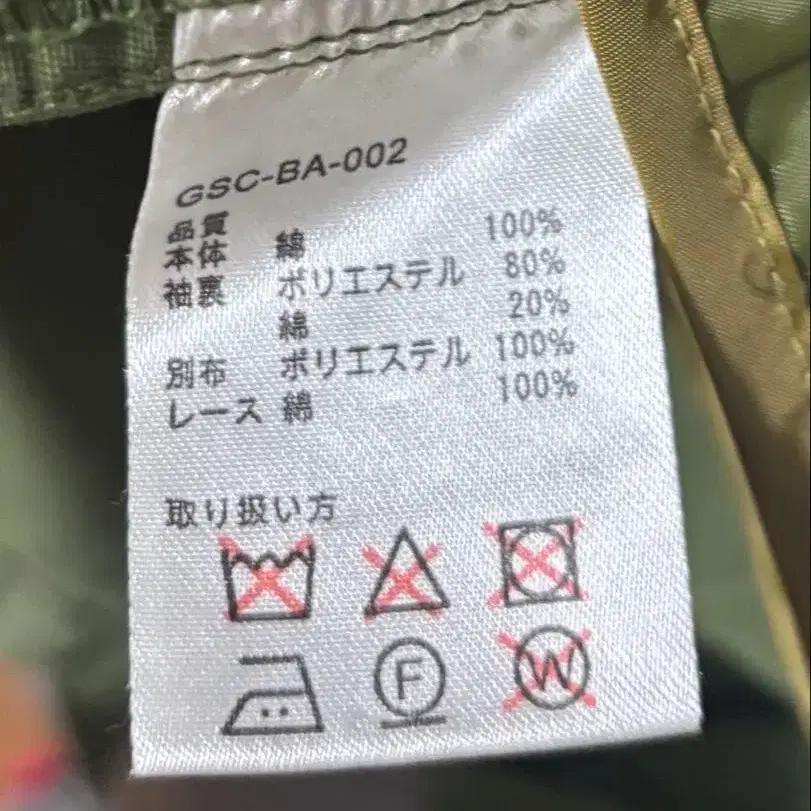 GSC-BA-002
品質
本体 綿 100%
袖裏 ポリエステル 80%
綿 20%
別布 ポリエステル 100%
レース 綿 100%
取り扱い方
F
W